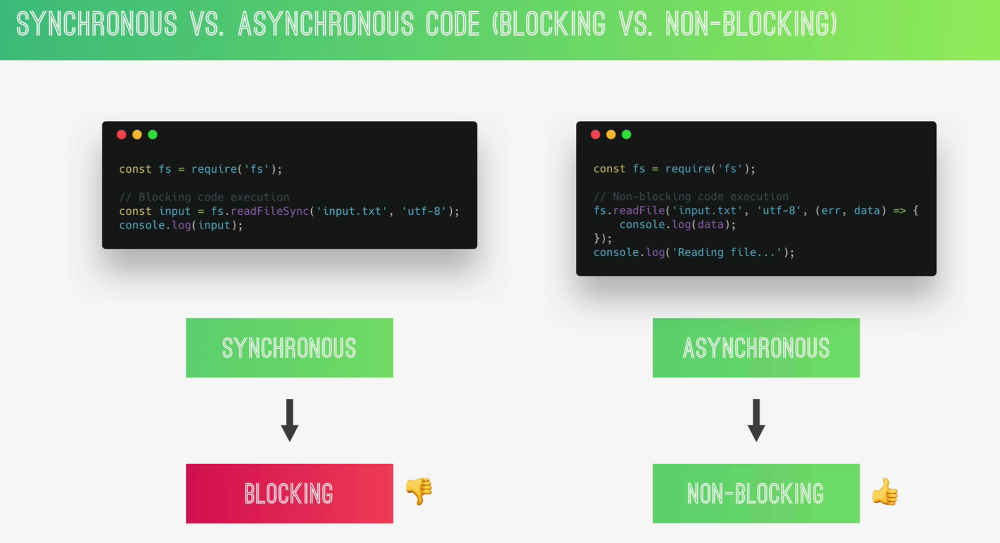 SYNCHRONOUS VS. ASYNCHRONOUS CODE (BLOCKING VS. NON-BLOCKING)
const fs = require('fs');
// Blocking code execution
const input = fs.readFileSync('input.txt', 'utf-8');
console.log(input);
SYNCHRONOUS
BLOCKING
const fs = require('fs');
// Non-blocking code execution
fs.readFile('input.txt', 'utf-8', (err, data) => {
    console.log(data);
});
console.log('Reading file...');
ASYNCHRONOUS
NON-BLOCKING